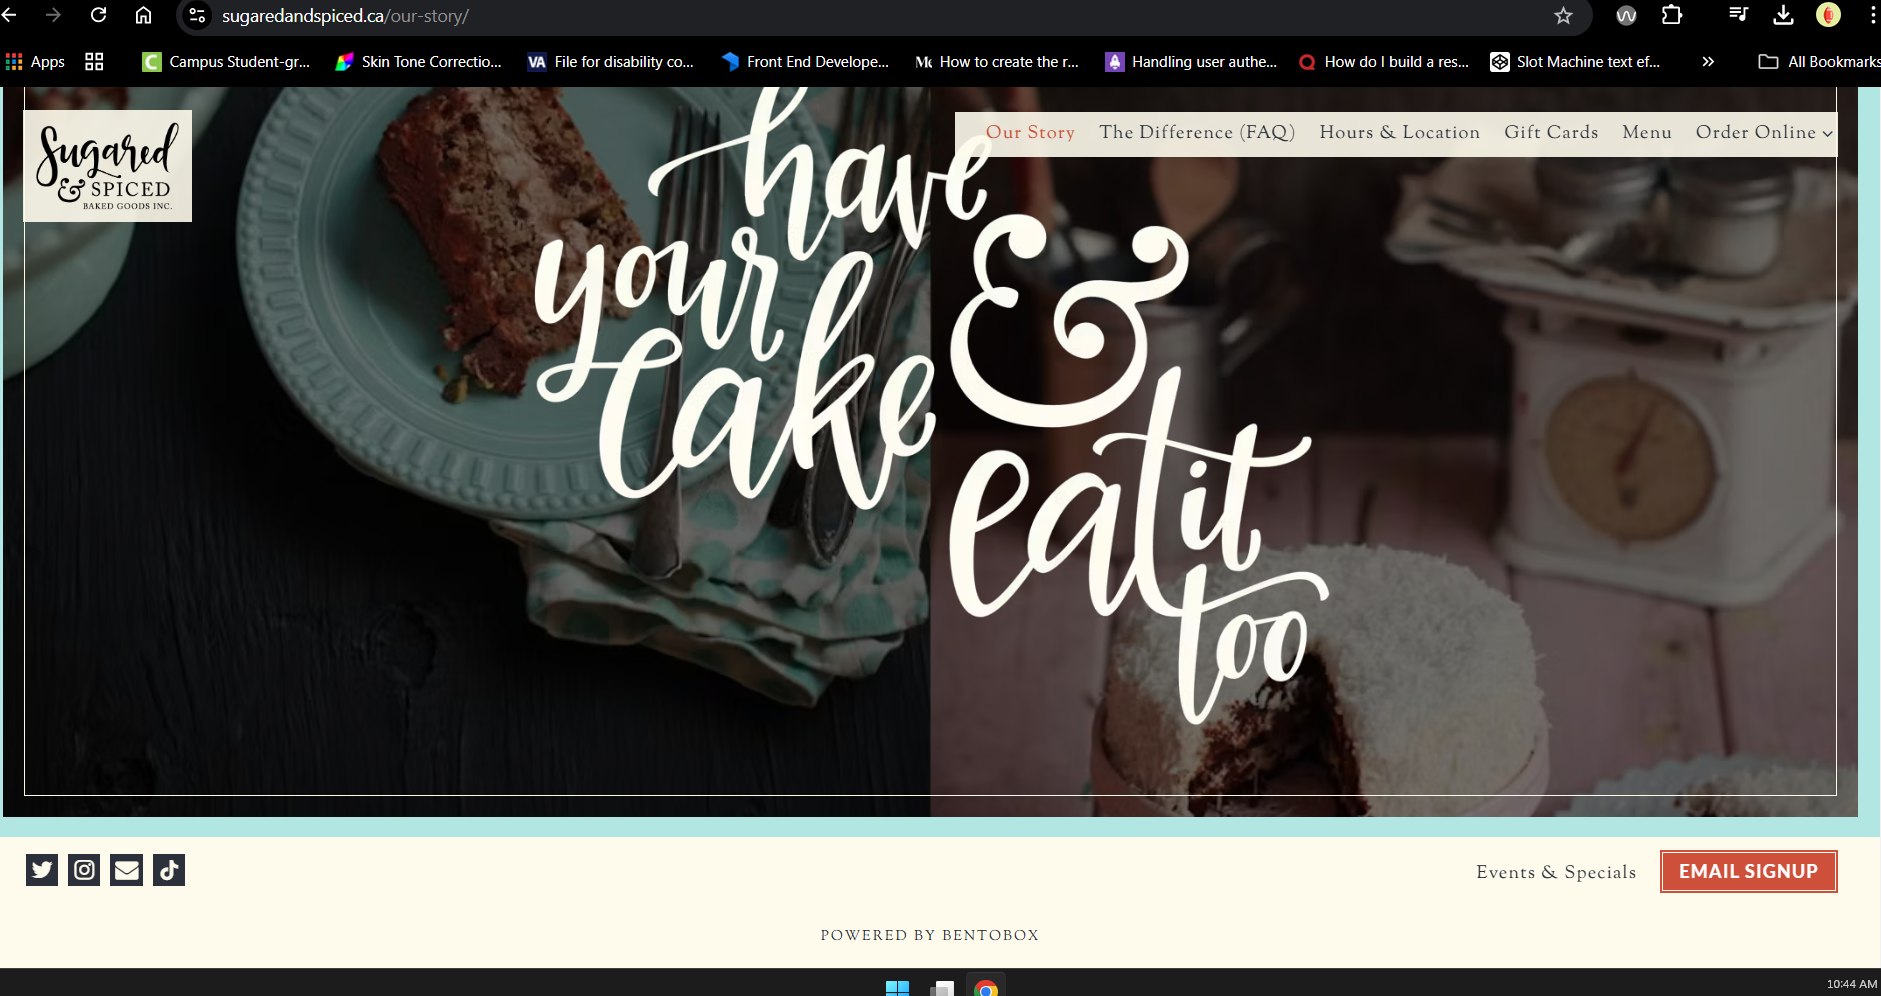 sugaredandspiced.ca/our-story/
Apps
Campus Student-gr...
Skin Tone Correctio...
VA
File for disability co...
Front End Develope...
How to create the r...
Handling user authe...
How do I build a res...
Slot Machine text ef...
»
All Bookmarks
Sugared
& SPICED
BAKED GOODS INC.
Our Story
The Difference (FAQ)
Hours & Location
Gift Cards
Menu
Order Online
have
your
Cake
&
eat it
too
Events & Specials
EMAIL SIGNUP
POWERED BY BENTOBOX
10:44 AM